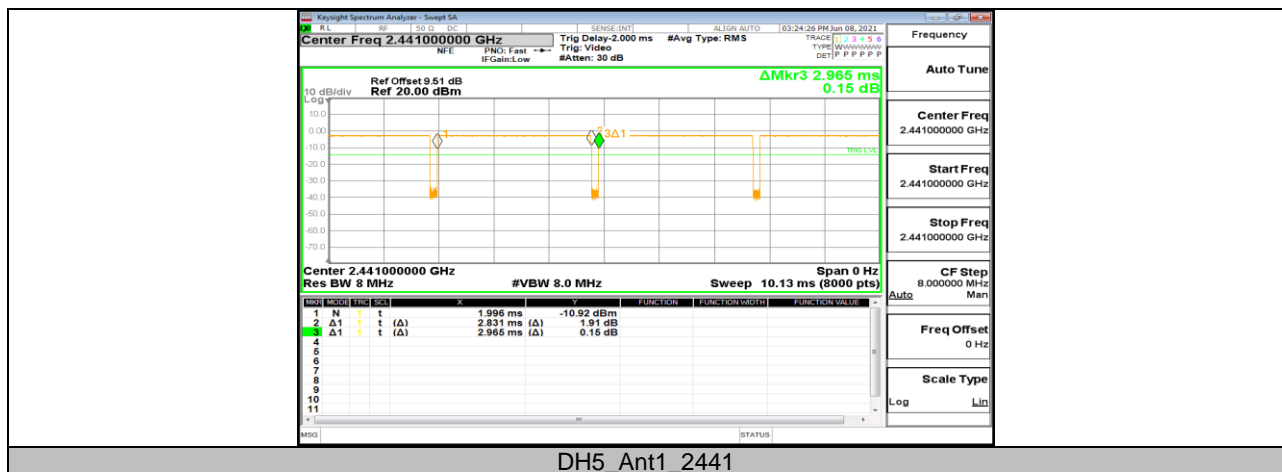 Keysight Spectrum Analyzer - Swept SA
RL RF 50 Ω DC SENSE:INT ALIGN AUTO 03:24:26 PM Jun 08, 2021
Center Freq 2.441000000 GHz
NFE PNO: Fast IFGain:Low
Trig Delay-2.000 ms #Avg Type: RMS
Trig: Video
#Atten: 30 dB
TRACE 1 2 3 4 5 6
TYPE WWWWWW
DET P P P P P P
Frequency
ΔMkr3 2.965 ms
0.15 dB
Ref Offset 9.51 dB
10 dB/div Ref 20.00 dBm
Log
10.0
0.00
-10.0
-20.0
-30.0
-40.0
-50.0
-60.0
-70.0
1
2
3Δ1
TRIG LVL
Center 2.441000000 GHz Span 0 Hz
Res BW 8 MHz #VBW 8.0 MHz Sweep 10.13 ms (8000 pts)
MKR MODE TRC SCL X Y FUNCTION FUNCTION WIDTH FUNCTION VALUE
1 N 1 t 1.996 ms -10.92 dBm
2 Δ1 1 t (Δ) 2.831 ms (Δ) 1.91 dB
3 Δ1 1 t (Δ) 2.965 ms (Δ) 0.15 dB
4
5
6
7
8
9
10
11
Auto Tune
Center Freq
2.441000000 GHz
Start Freq
2.441000000 GHz
Stop Freq
2.441000000 GHz
CF Step
8.000000 MHz
Auto Man
Freq Offset
0 Hz
Scale Type
Log Lin
MSG STATUS
DH5_Ant1_2441